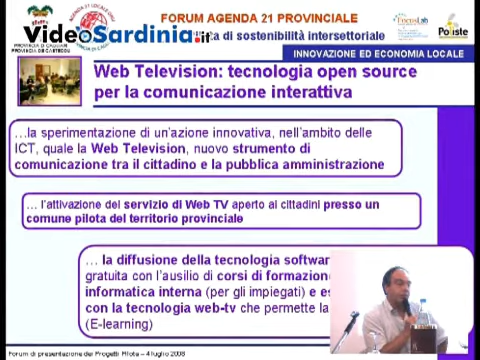 FORUM AGENDA 21 PROVINCIALE
VideoSardinia.it
di sostenibilità intersettoriale
FocusLab
Poliste
INNOVAZIONE ED ECONOMIA LOCALE
Web Television: tecnologia open source
per la comunicazione interattiva
…la sperimentazione di un'azione innovativa, nell'ambito delle
ICT, quale la Web Television, nuovo strumento di
comunicazione tra il cittadino e la pubblica amministrazione
… l'attivazione del servizio di Web TV aperto ai cittadini presso un
comune pilota del territorio provinciale
… la diffusione della tecnologia software
gratuita con l'ausilio di corsi di formazione
informatica interna (per gli impiegati) e es
con la tecnologia web-tv che permette la
(E-learning)
Forum di presentazione dei Progetti Pilota – 4 luglio 2008